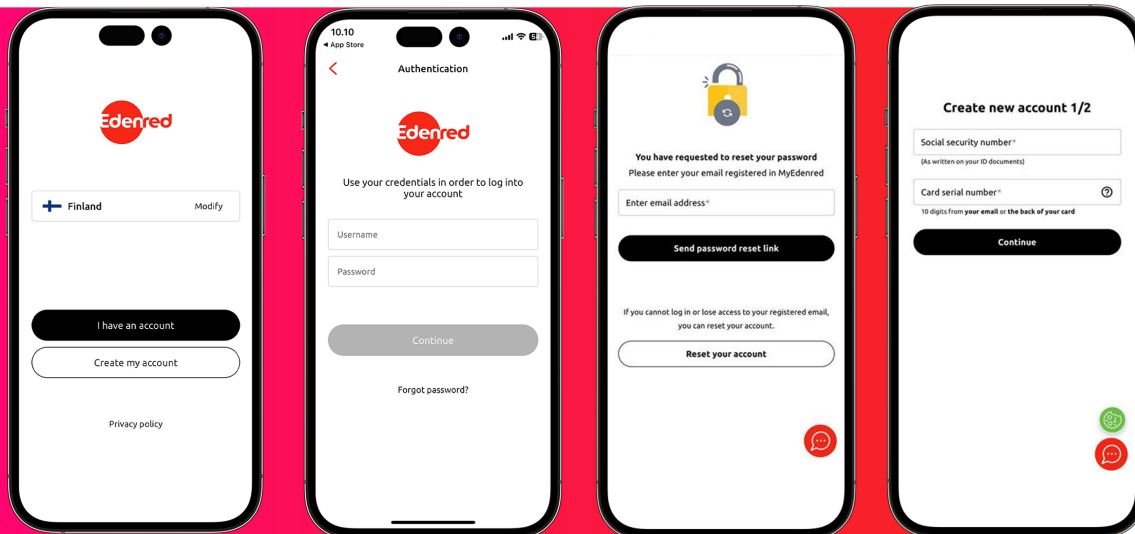 Edenred
Finland
Modify
I have an account
Create my account
Privacy policy
10.10
◄ App Store
Authentication
Edenred
Use your credentials in order to log into
your account
Username
Password
Continue
Forgot password?
You have requested to reset your password
Please enter your email registered in MyEdenred
Enter email address*
Send password reset link
If you cannot log in or lose access to your registered email,
you can reset your account.
Reset your account
Create new account 1/2
Social security number*
(As written on your ID documents)
Card serial number*
10 digits from your email or the back of your card
Continue